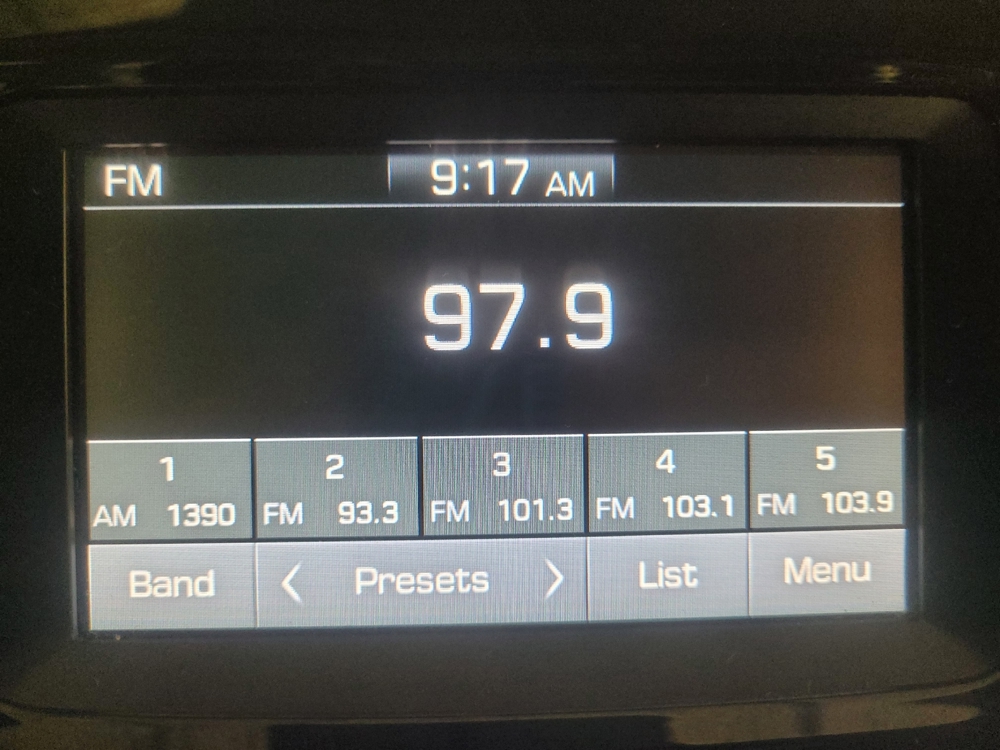 FM 9:17 AM
97.9
1 2 3 4 5
AM 1390 FM 93.3 FM 101.3 FM 103.1 FM 103.9
Band < Presets > List Menu